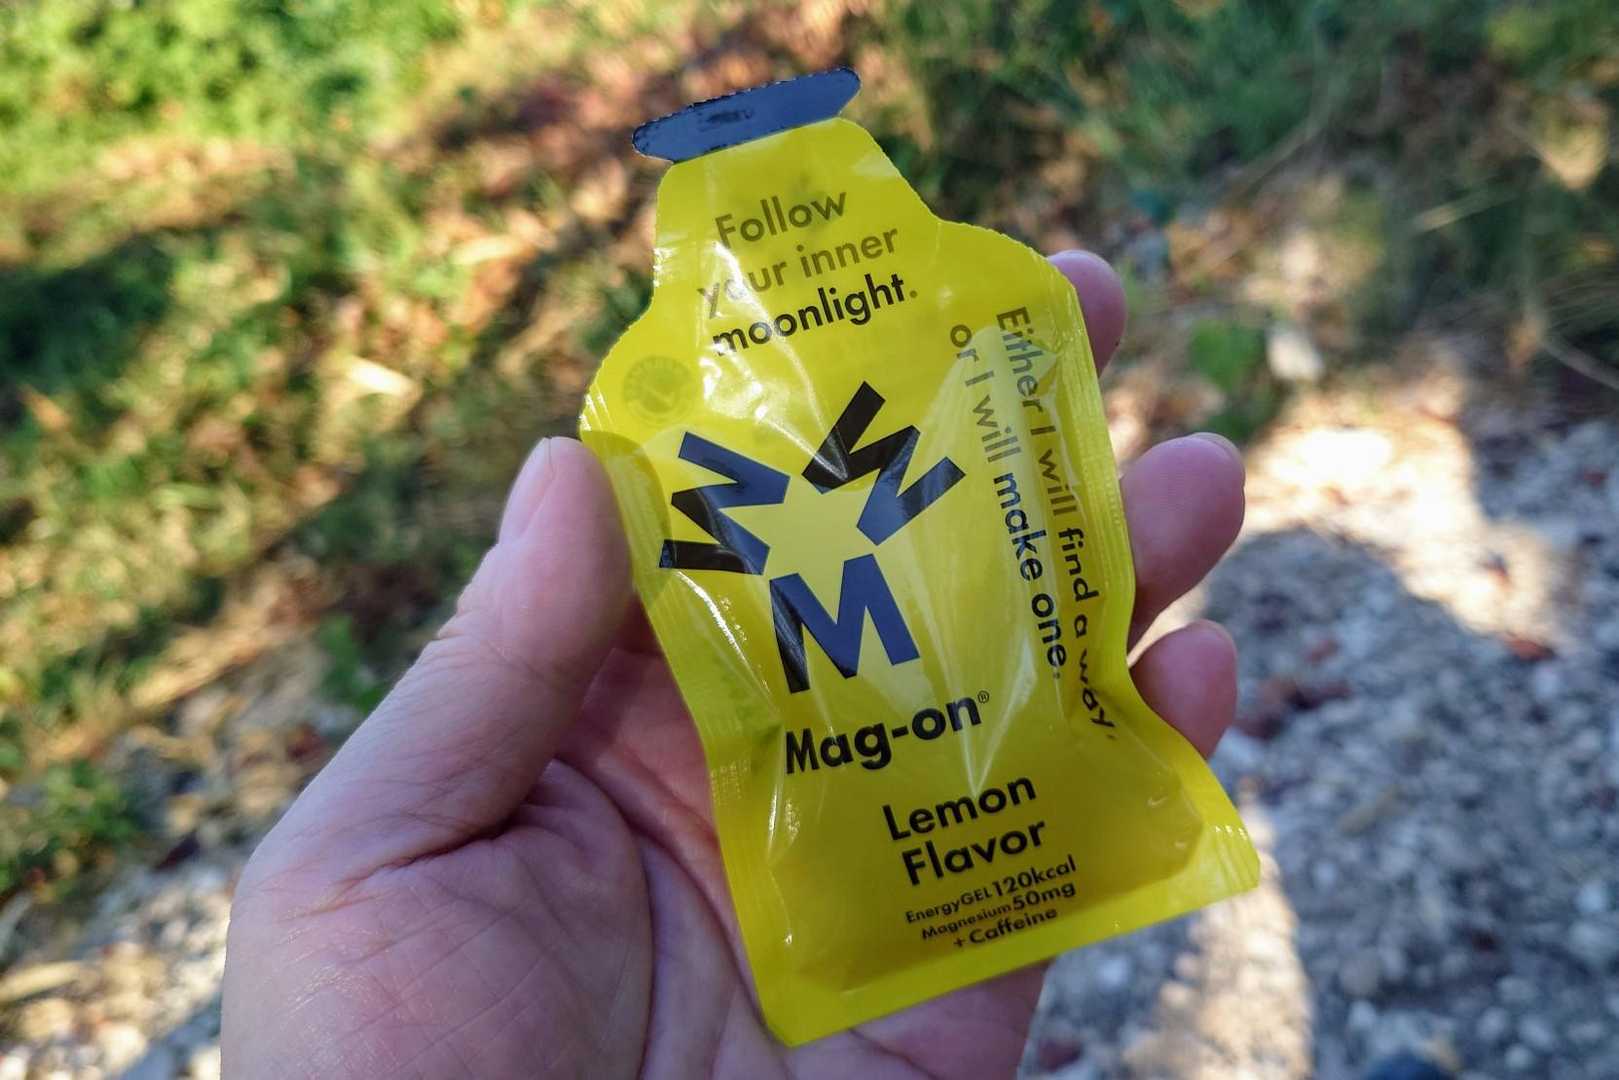 Follow
your inner
moonlight.
Either I will find a way,
or I will make one.
M
M
M
Mag-on®
Lemon
Flavor
EnergyGEL 120kcal
Magnesium 50mg
+Caffeine